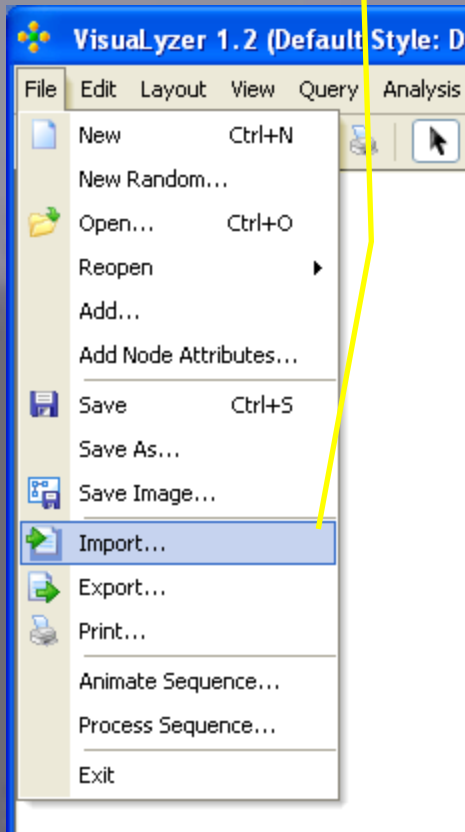 VisuaLyzer 1.2 (Default Style: D
File Edit Layout View Query Analysis
New Ctrl+N
New Random...
Open... Ctrl+O
Reopen
Add...
Add Node Attributes...
Save Ctrl+S
Save As...
Save Image...
Import...
Export...
Print...
Animate Sequence...
Process Sequence...
Exit